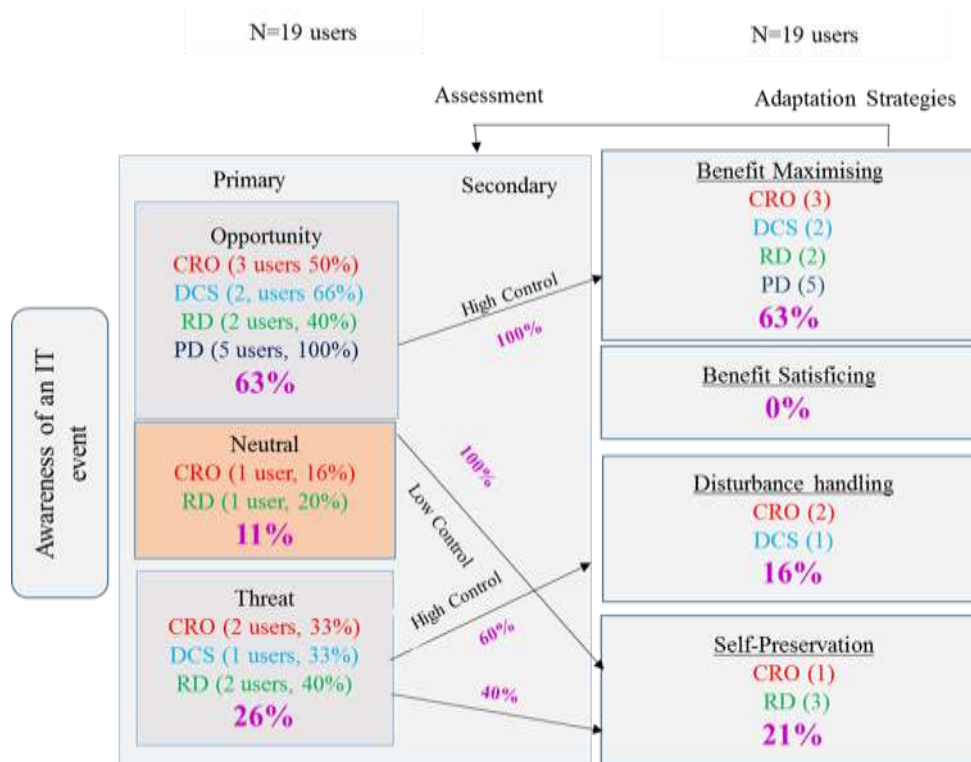 N=19 users
N=19 users
Assessment
Adaptation Strategies
Awareness of an IT
event
Primary
Secondary
Opportunity
CRO (3 users 50%)
DCS (2, users 66%)
RD (2 users, 40%)
PD (5 users, 100%)
63%
Neutral
CRO (1 user, 16%)
RD (1 user, 20%)
11%
Threat
CRO (2 users, 33%)
DCS (1 users, 33%)
RD (2 users, 40%)
26%
High Control
100%
100%
Low Control
High Control
60%
40%
Benefit Maximising
CRO (3)
DCS (2)
RD (2)
PD (5)
63%
Benefit Satisficing
0%
Disturbance handling
CRO (2)
DCS (1)
16%
Self-Preservation
CRO (1)
RD (3)
21%